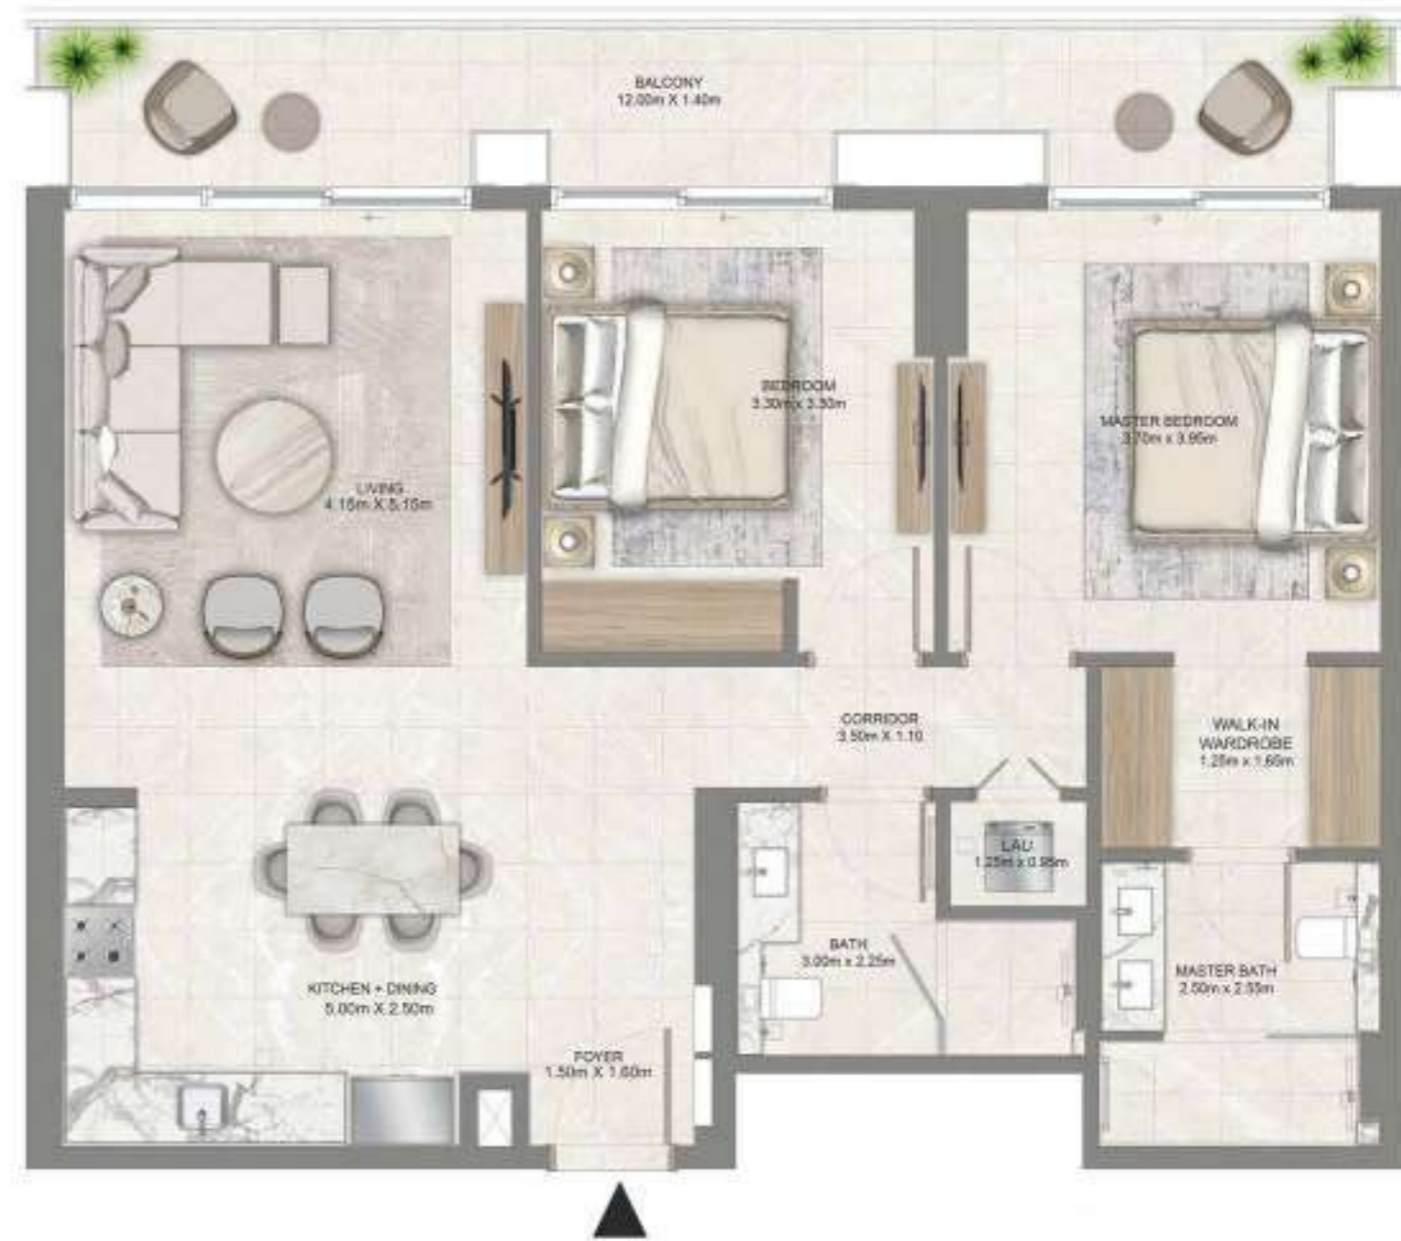 BALCONY
12.00m X 1.40m
BEDROOM
3.30m x 3.30m
MASTER BEDROOM
3.70m x 3.95m
LIVING
4.15m X 5.15m
CORRIDOR
3.50m X 1.10
WALK-IN
WARDROBE
1.25m x 1.65m
LAU
1.25m x 0.95m
BATH
3.00m x 2.25m
MASTER BATH
2.50m x 2.55m
KITCHEN + DINING
5.00m X 2.50m
FOYER
1.50m X 1.60m